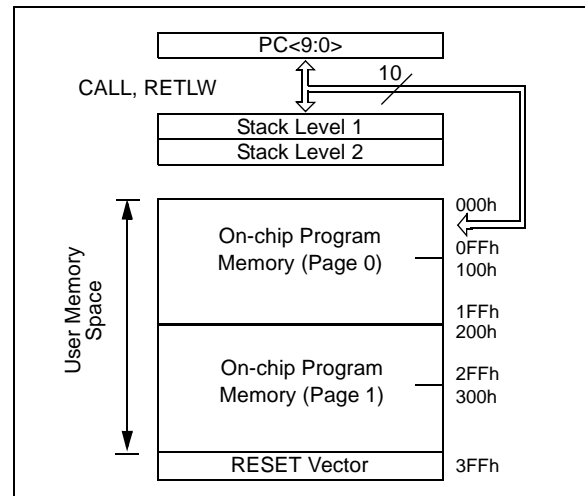 PC<9:0>
CALL, RETLW
10
Stack Level 1
Stack Level 2
User Memory
Space
000h
On-chip Program
Memory (Page 0)
0FFh
100h
1FFh
200h
On-chip Program
Memory (Page 1)
2FFh
300h
RESET Vector
3FFh